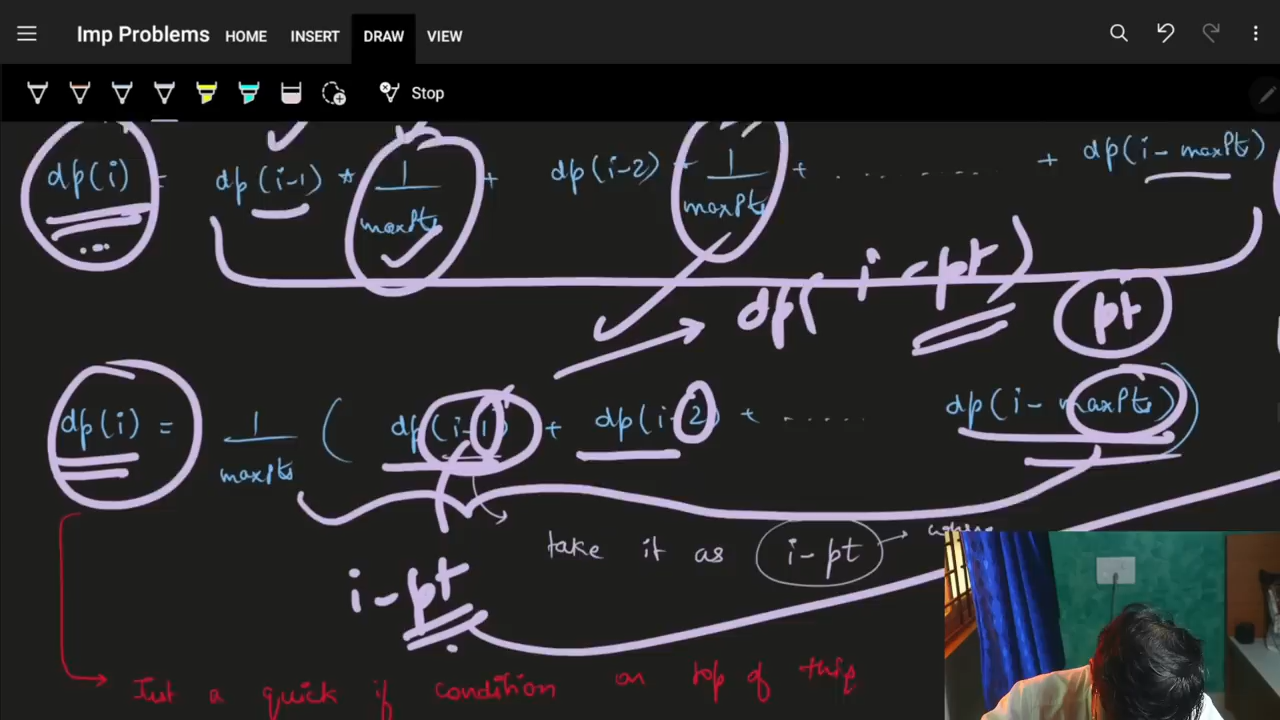 Imp Problems HOME INSERT DRAW VIEW
Stop
dp(i) = dp(i-1) * 1/maxPts + dp(i-2) * 1/maxPts + ........... + dp(i - maxPts)
dp( i - pt)
pt
dp(i) = 1/maxPts ( dp(i-1) + dp(i-2) + ...... dp(i - maxPts) )
take it as i-pt → where
i-pt
Just a quick if condition on top of this